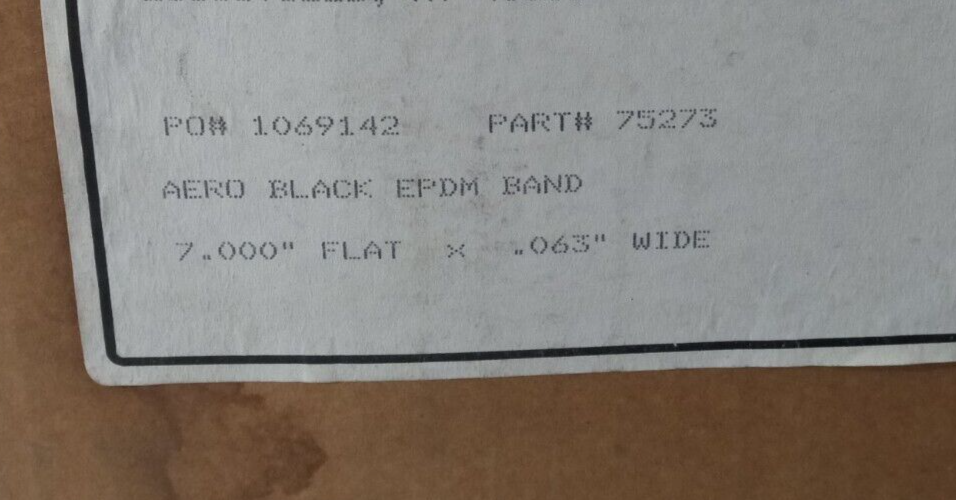 PO# 1069142 PART# 75273
AERO BLACK EPDM BAND
7.000" FLAT x .063" WIDE